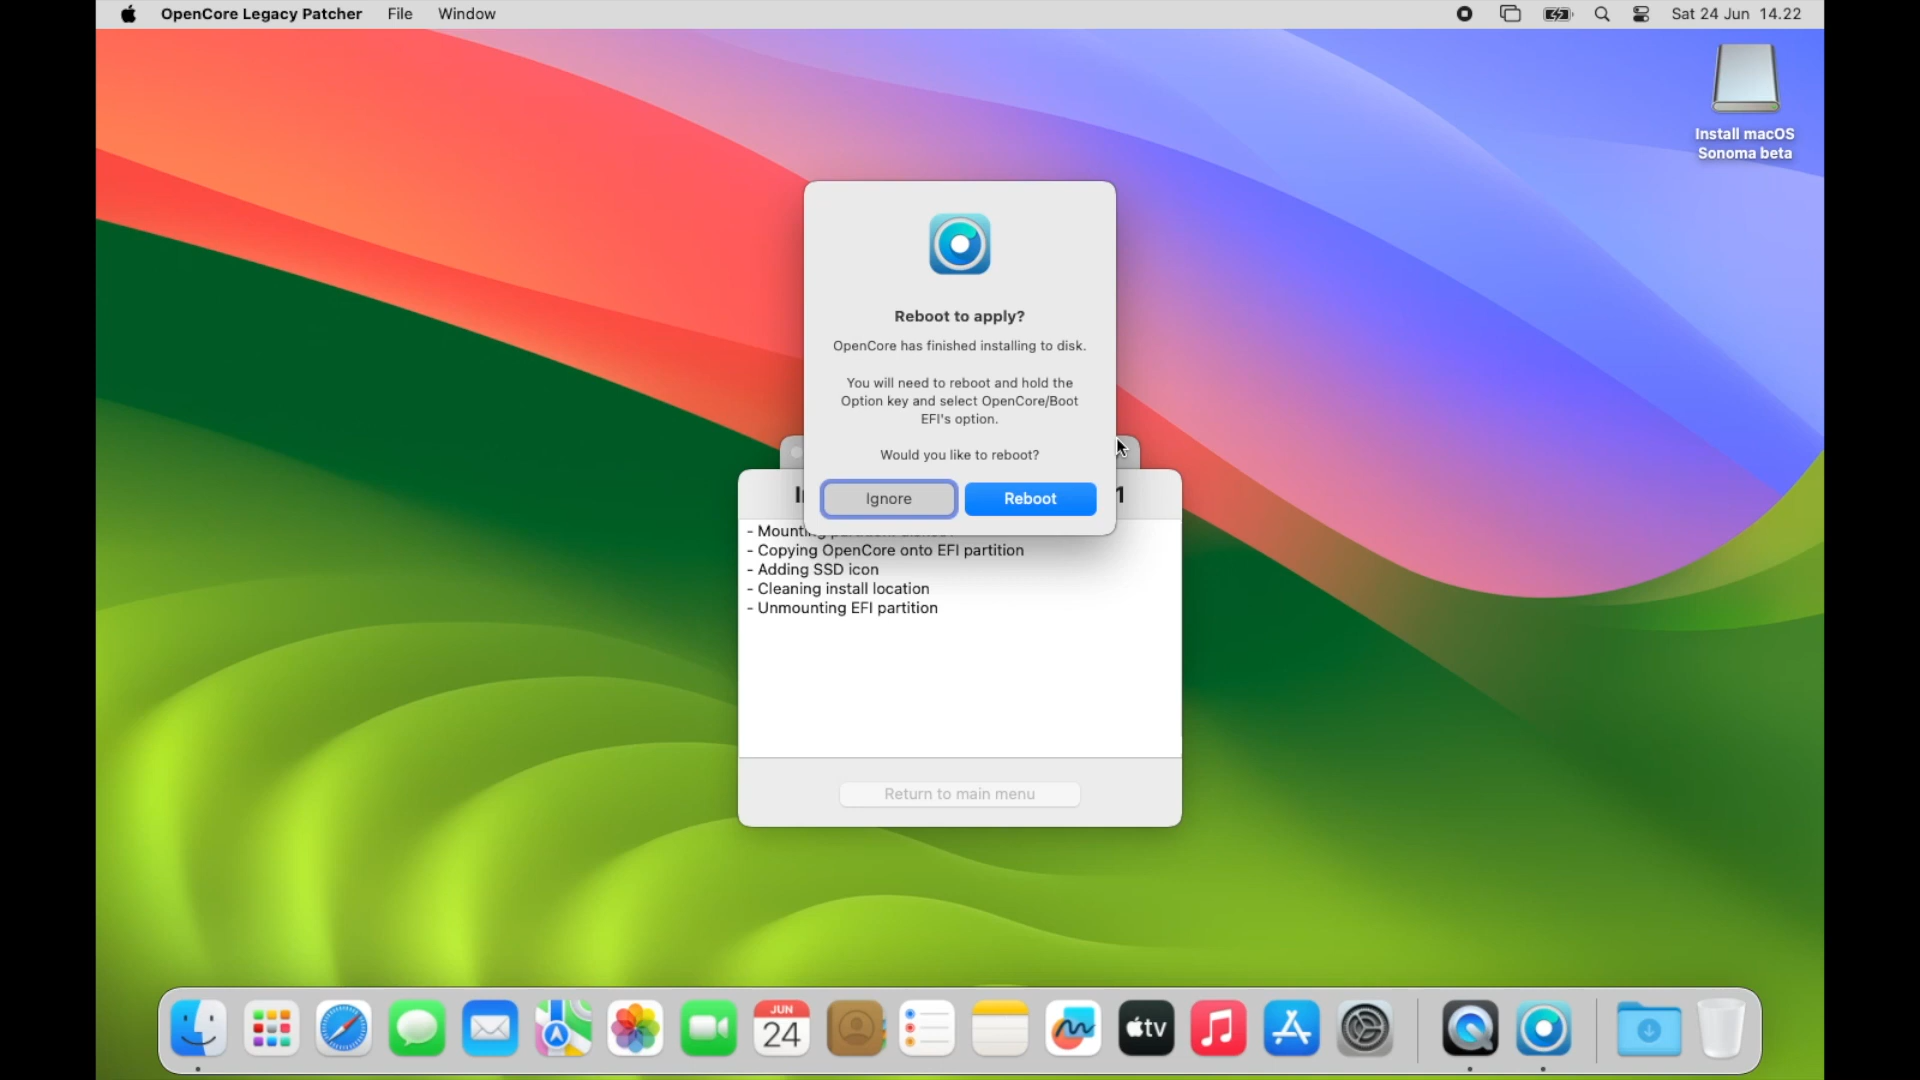 OpenCore Legacy Patcher File Window
Sat 24 Jun 14.22
Install macOS
Sonoma beta
Reboot to apply?
OpenCore has finished installing to disk.
You will need to reboot and hold the
Option key and select OpenCore/Boot
EFI's option.
Would you like to reboot?
Ignore
Reboot
- Copying OpenCore onto EFI partition
- Adding SSD icon
- Cleaning install location
- Unmounting EFI partition
Return to main menu
JUN
24
tv